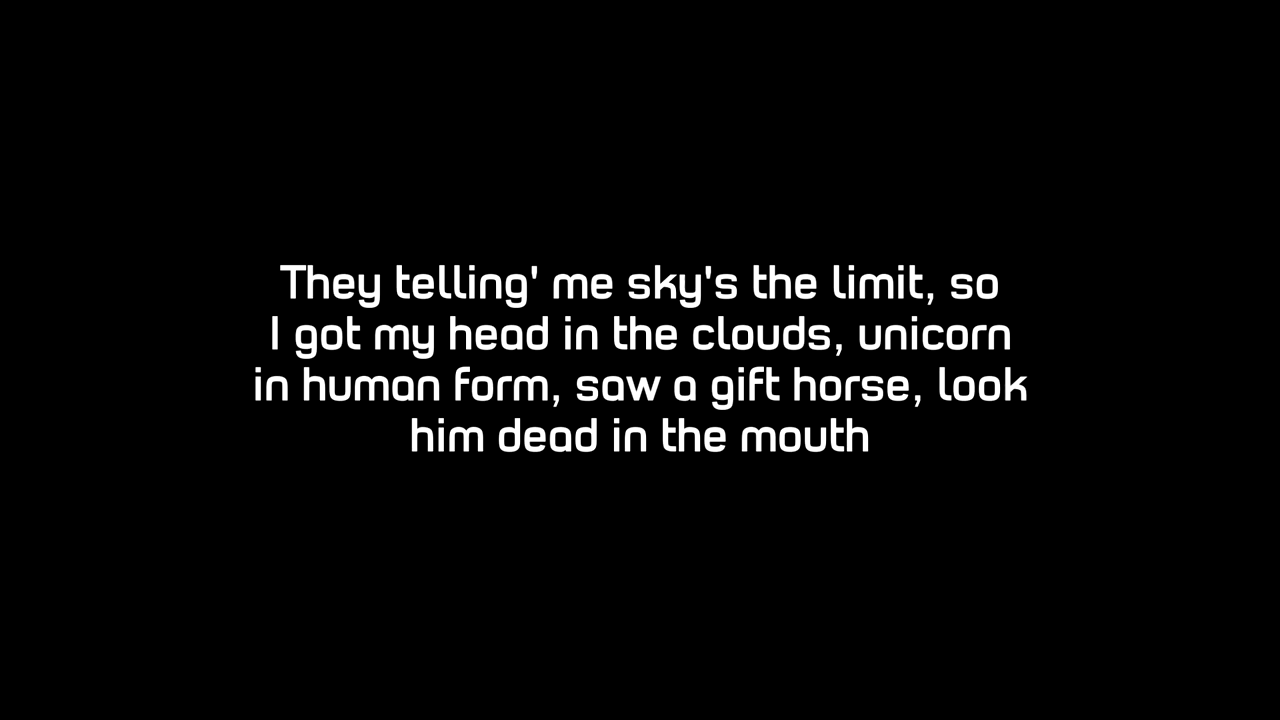 They telling' me sky's the limit, so
I got my head in the clouds, unicorn
in human form, saw a gift horse, look
him dead in the mouth